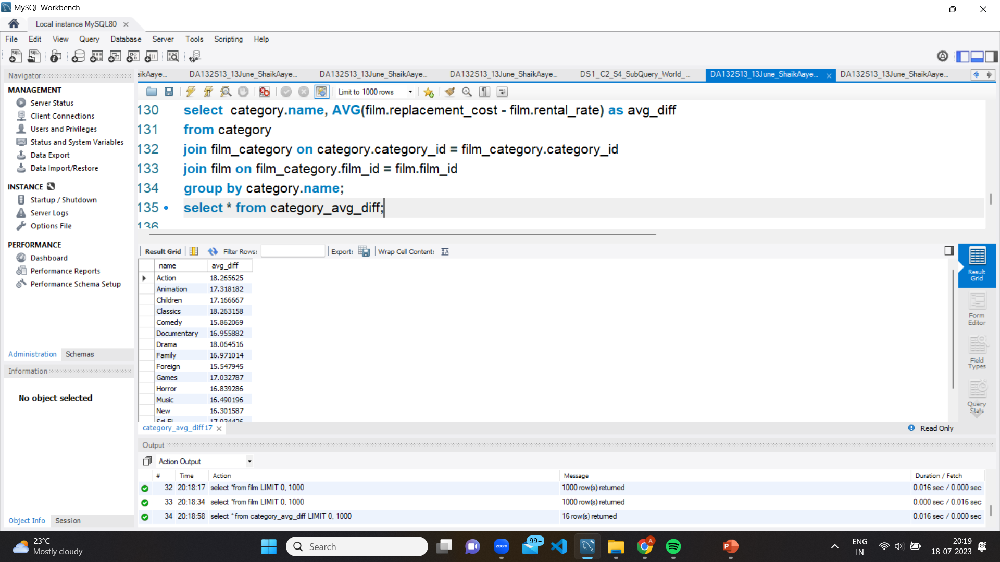 MySQL Workbench
Local instance MySQL80
File Edit View Query Database Server Tools Scripting Help
Navigator
MANAGEMENT
Server Status
Client Connections
Users and Privileges
Status and System Variables
Data Export
Data Import/Restore
INSTANCE
Startup / Shutdown
Server Logs
Options File
PERFORMANCE
Dashboard
Performance Reports
Performance Schema Setup
Administration Schemas
Information
No object selected
Object Info Session
aikAaye... DA132S13_13June_ShaikAaye... DA132S13_13June_ShaikAaye... DA132S13_13June_ShaikAaye... DS1_C2_S4_SubQuery_World_... DA132S13_13June_ShaikAaye... DA132S13_13June_ShaikAaye...
Limit to 1000 rows
130 select category.name, AVG(film.replacement_cost - film.rental_rate) as avg_diff
131 from category
132 join film_category on category.category_id = film_category.category_id
133 join film on film_category.film_id = film.film_id
134 group by category.name;
135 select * from category_avg_diff;
136
Result Grid Filter Rows: Export: Wrap Cell Content:
name avg_diff
Action 18.265625
Animation 17.318182
Children 17.166667
Classics 18.263158
Comedy 15.862069
Documentary 16.955882
Drama 18.064516
Family 16.971014
Foreign 15.547945
Games 17.032787
Horror 16.839286
Music 16.490196
New 16.301587
Sci-Fi 17.934426
Result Grid
Form Editor
Field Types
Query Stats
category_avg_diff 17 Read Only
Output
Action Output
# Time Action Message Duration / Fetch
32 20:18:17 select *from film LIMIT 0, 1000 1000 row(s) returned 0.016 sec / 0.000 sec
33 20:18:34 select *from film LIMIT 0, 1000 1000 row(s) returned 0.000 sec / 0.016 sec
34 20:18:58 select * from category_avg_diff LIMIT 0, 1000 16 row(s) returned 0.016 sec / 0.000 sec
23°C
Mostly cloudy
Search
zoom
99+
A
P
ENG
IN
20:19
18-07-2023